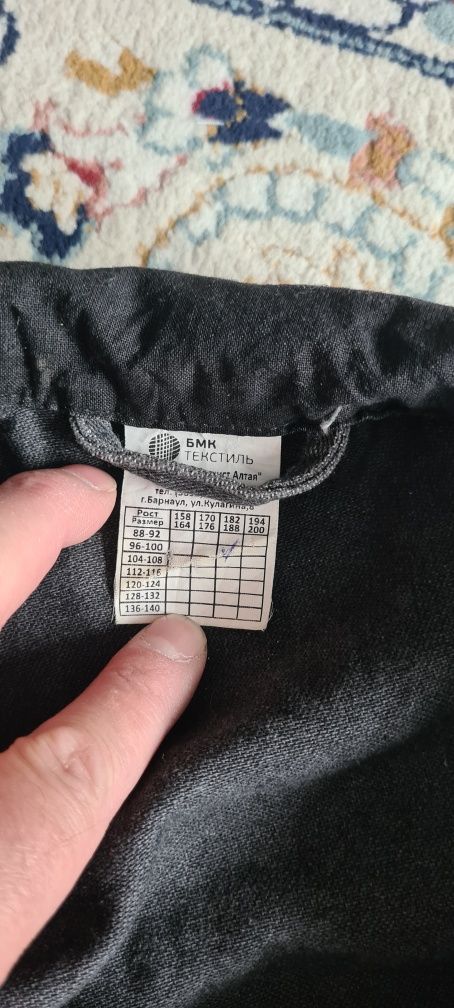 БМК
ТЕКСТИЛЬ
Алтая"
тел.
г.Барнаул, ул.Кулагина,8
Рост 158 170 182 194
Размер 164 176 188 200
88-92
96-100
104-108
112-116
120-124
128-132
136-140